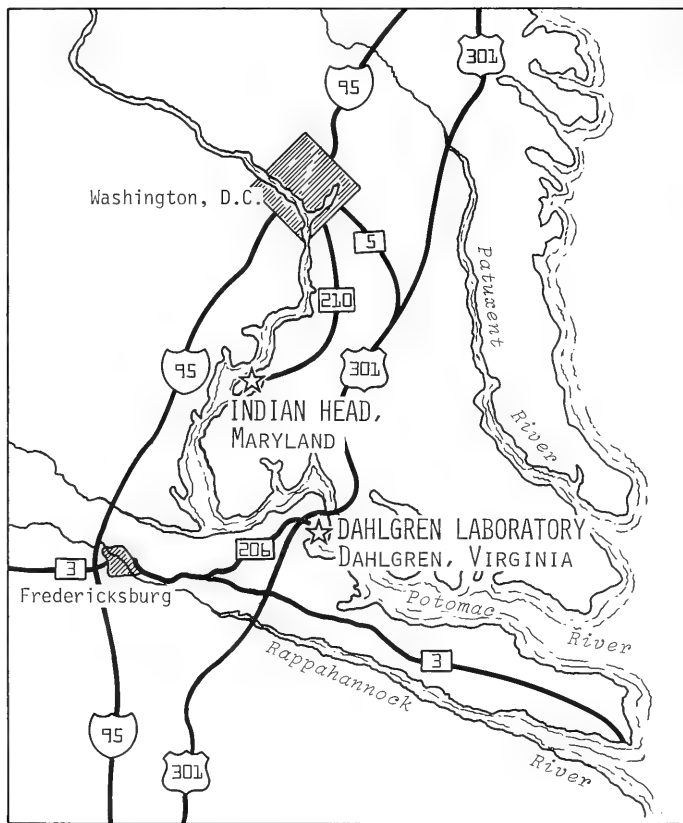 301
95
Washington, D.C.
5
210
Patuxent
River
301
95
INDIAN HEAD,
MARYLAND
DAHLGREN LABORATORY
DAHLGREN, VIRGINIA
206
3
Fredericksburg
Potomac
River
Rappahannock
River
3
95
301